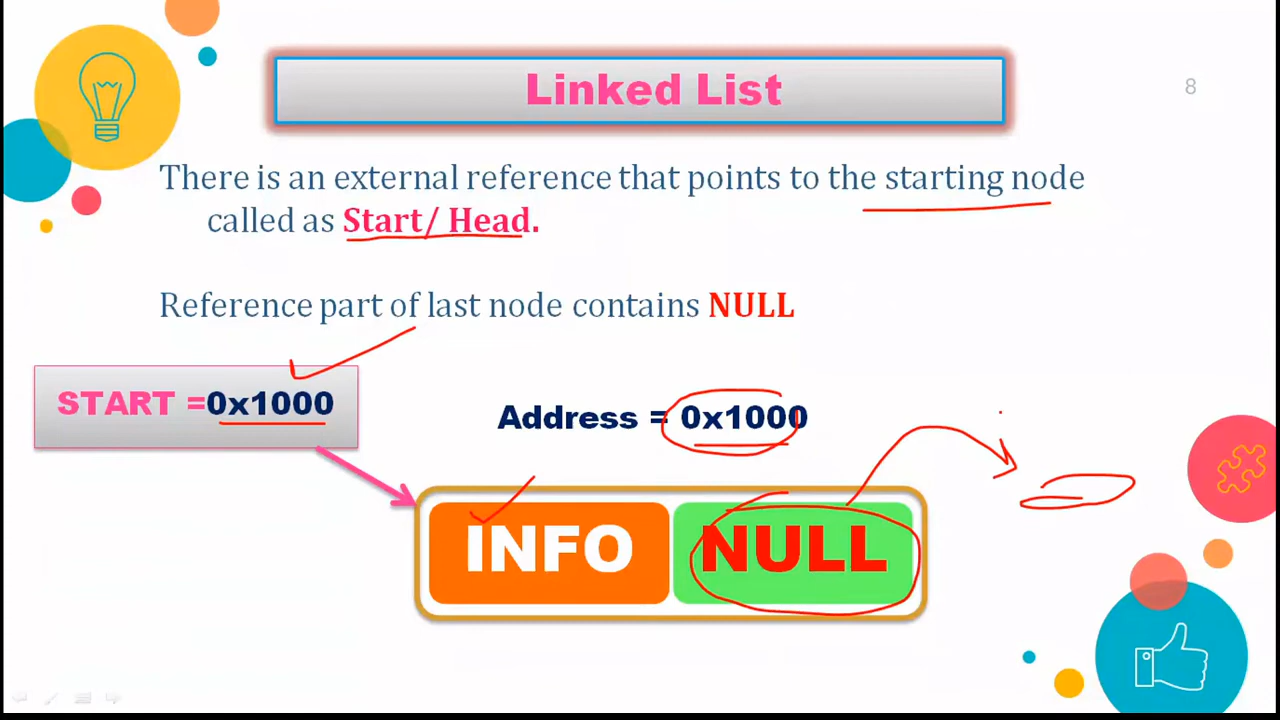 Linked List
8
There is an external reference that points to the starting node
called as Start/ Head.
Reference part of last node contains NULL
START =0x1000
Address = 0x1000
INFO NULL